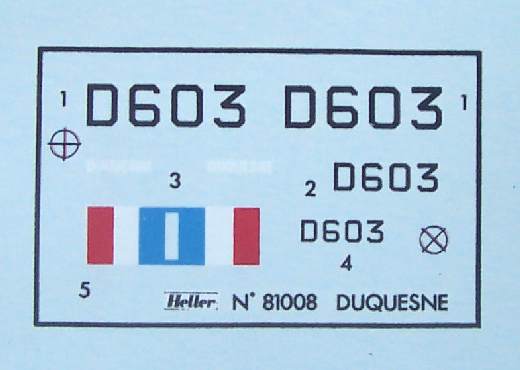 1 D603 D603 1
DUQUESNE DUQUESNE
3
2 D603
D603
4
5
Heller N° 81008 DUQUESNE